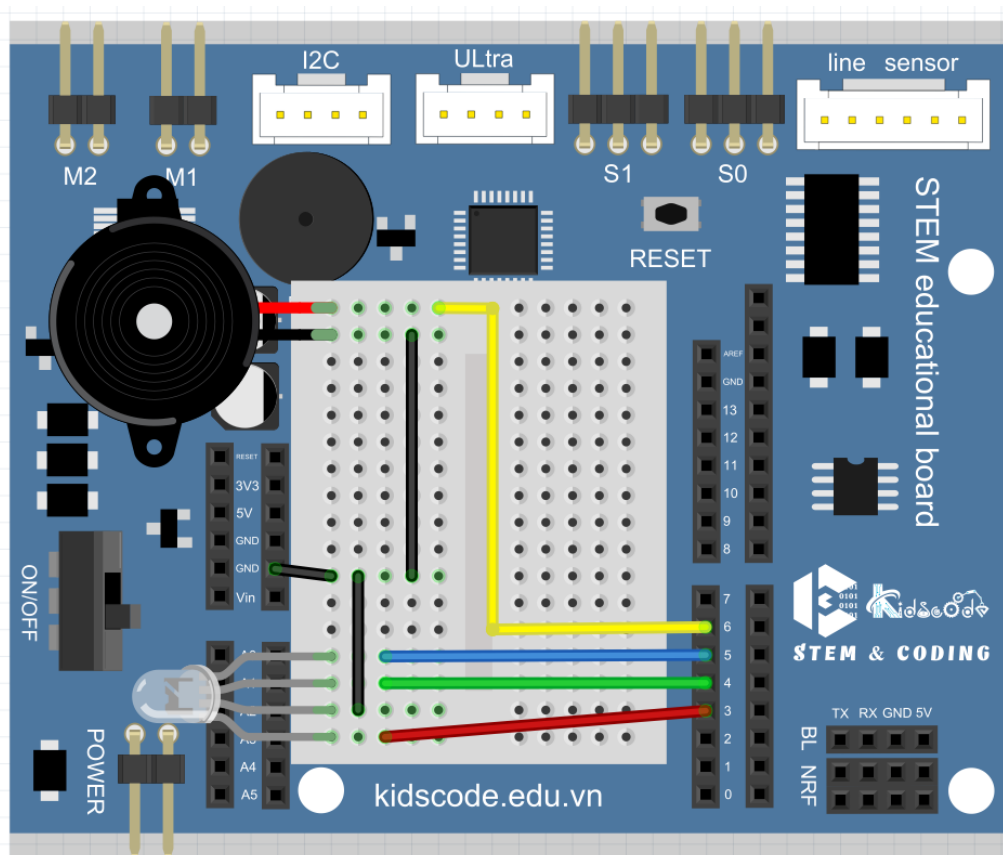 I2C
ULtra
line sensor
M2
M1
S1
S0
RESET
STEM educational board
RESET
3V3
5V
GND
GND
Vin
AREF
GND
13
12
11
10
9
8
7
6
5
4
3
2
1
0
ON/OFF
Kidscode
STEM & CODING
A4
A5
POWER
TX RX GND 5V
BL
NRF
kidscode.edu.vn